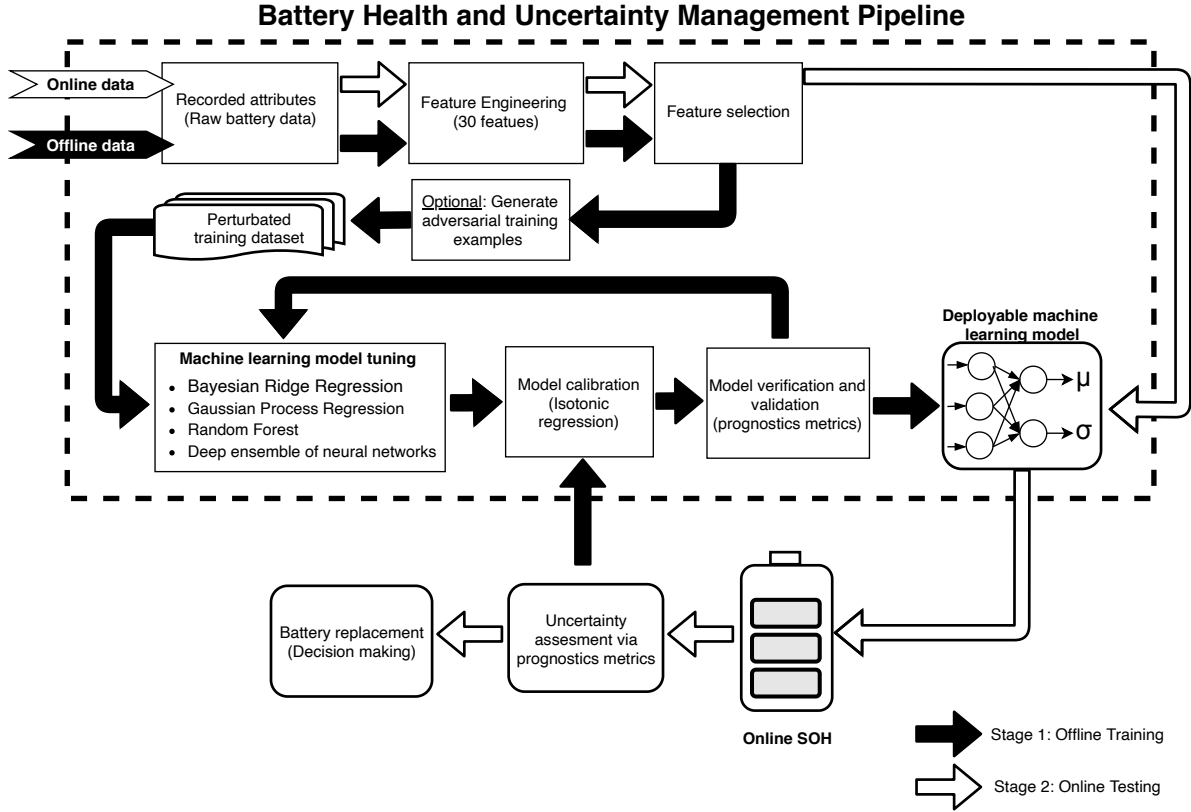 Battery Health and Uncertainty Management Pipeline
Online data
Offline data
Recorded attributes
(Raw battery data)
Feature Engineering
(30 featues)
Feature selection
Optional: Generate
adversarial training
examples
Perturbated
training dataset
Machine learning model tuning
• Bayesian Ridge Regression
• Gaussian Process Regression
• Random Forest
• Deep ensemble of neural networks
Model calibration
(Isotonic
regression)
Model verification and
validation
(prognostics metrics)
Deployable machine
learning model
μ
σ
Battery replacement
(Decision making)
Uncertainty
assesment via
prognostics metrics
Online SOH
Stage 1: Offline Training
Stage 2: Online Testing